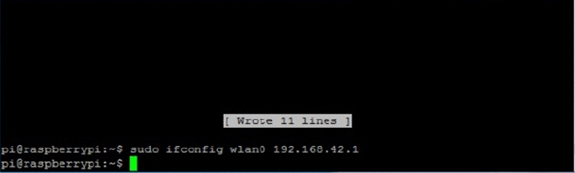 [ Wrote 11 lines ]
pi@raspberrypi:~$ sudo ifconfig wlan0 192.168.42.1
pi@raspberrypi:~$